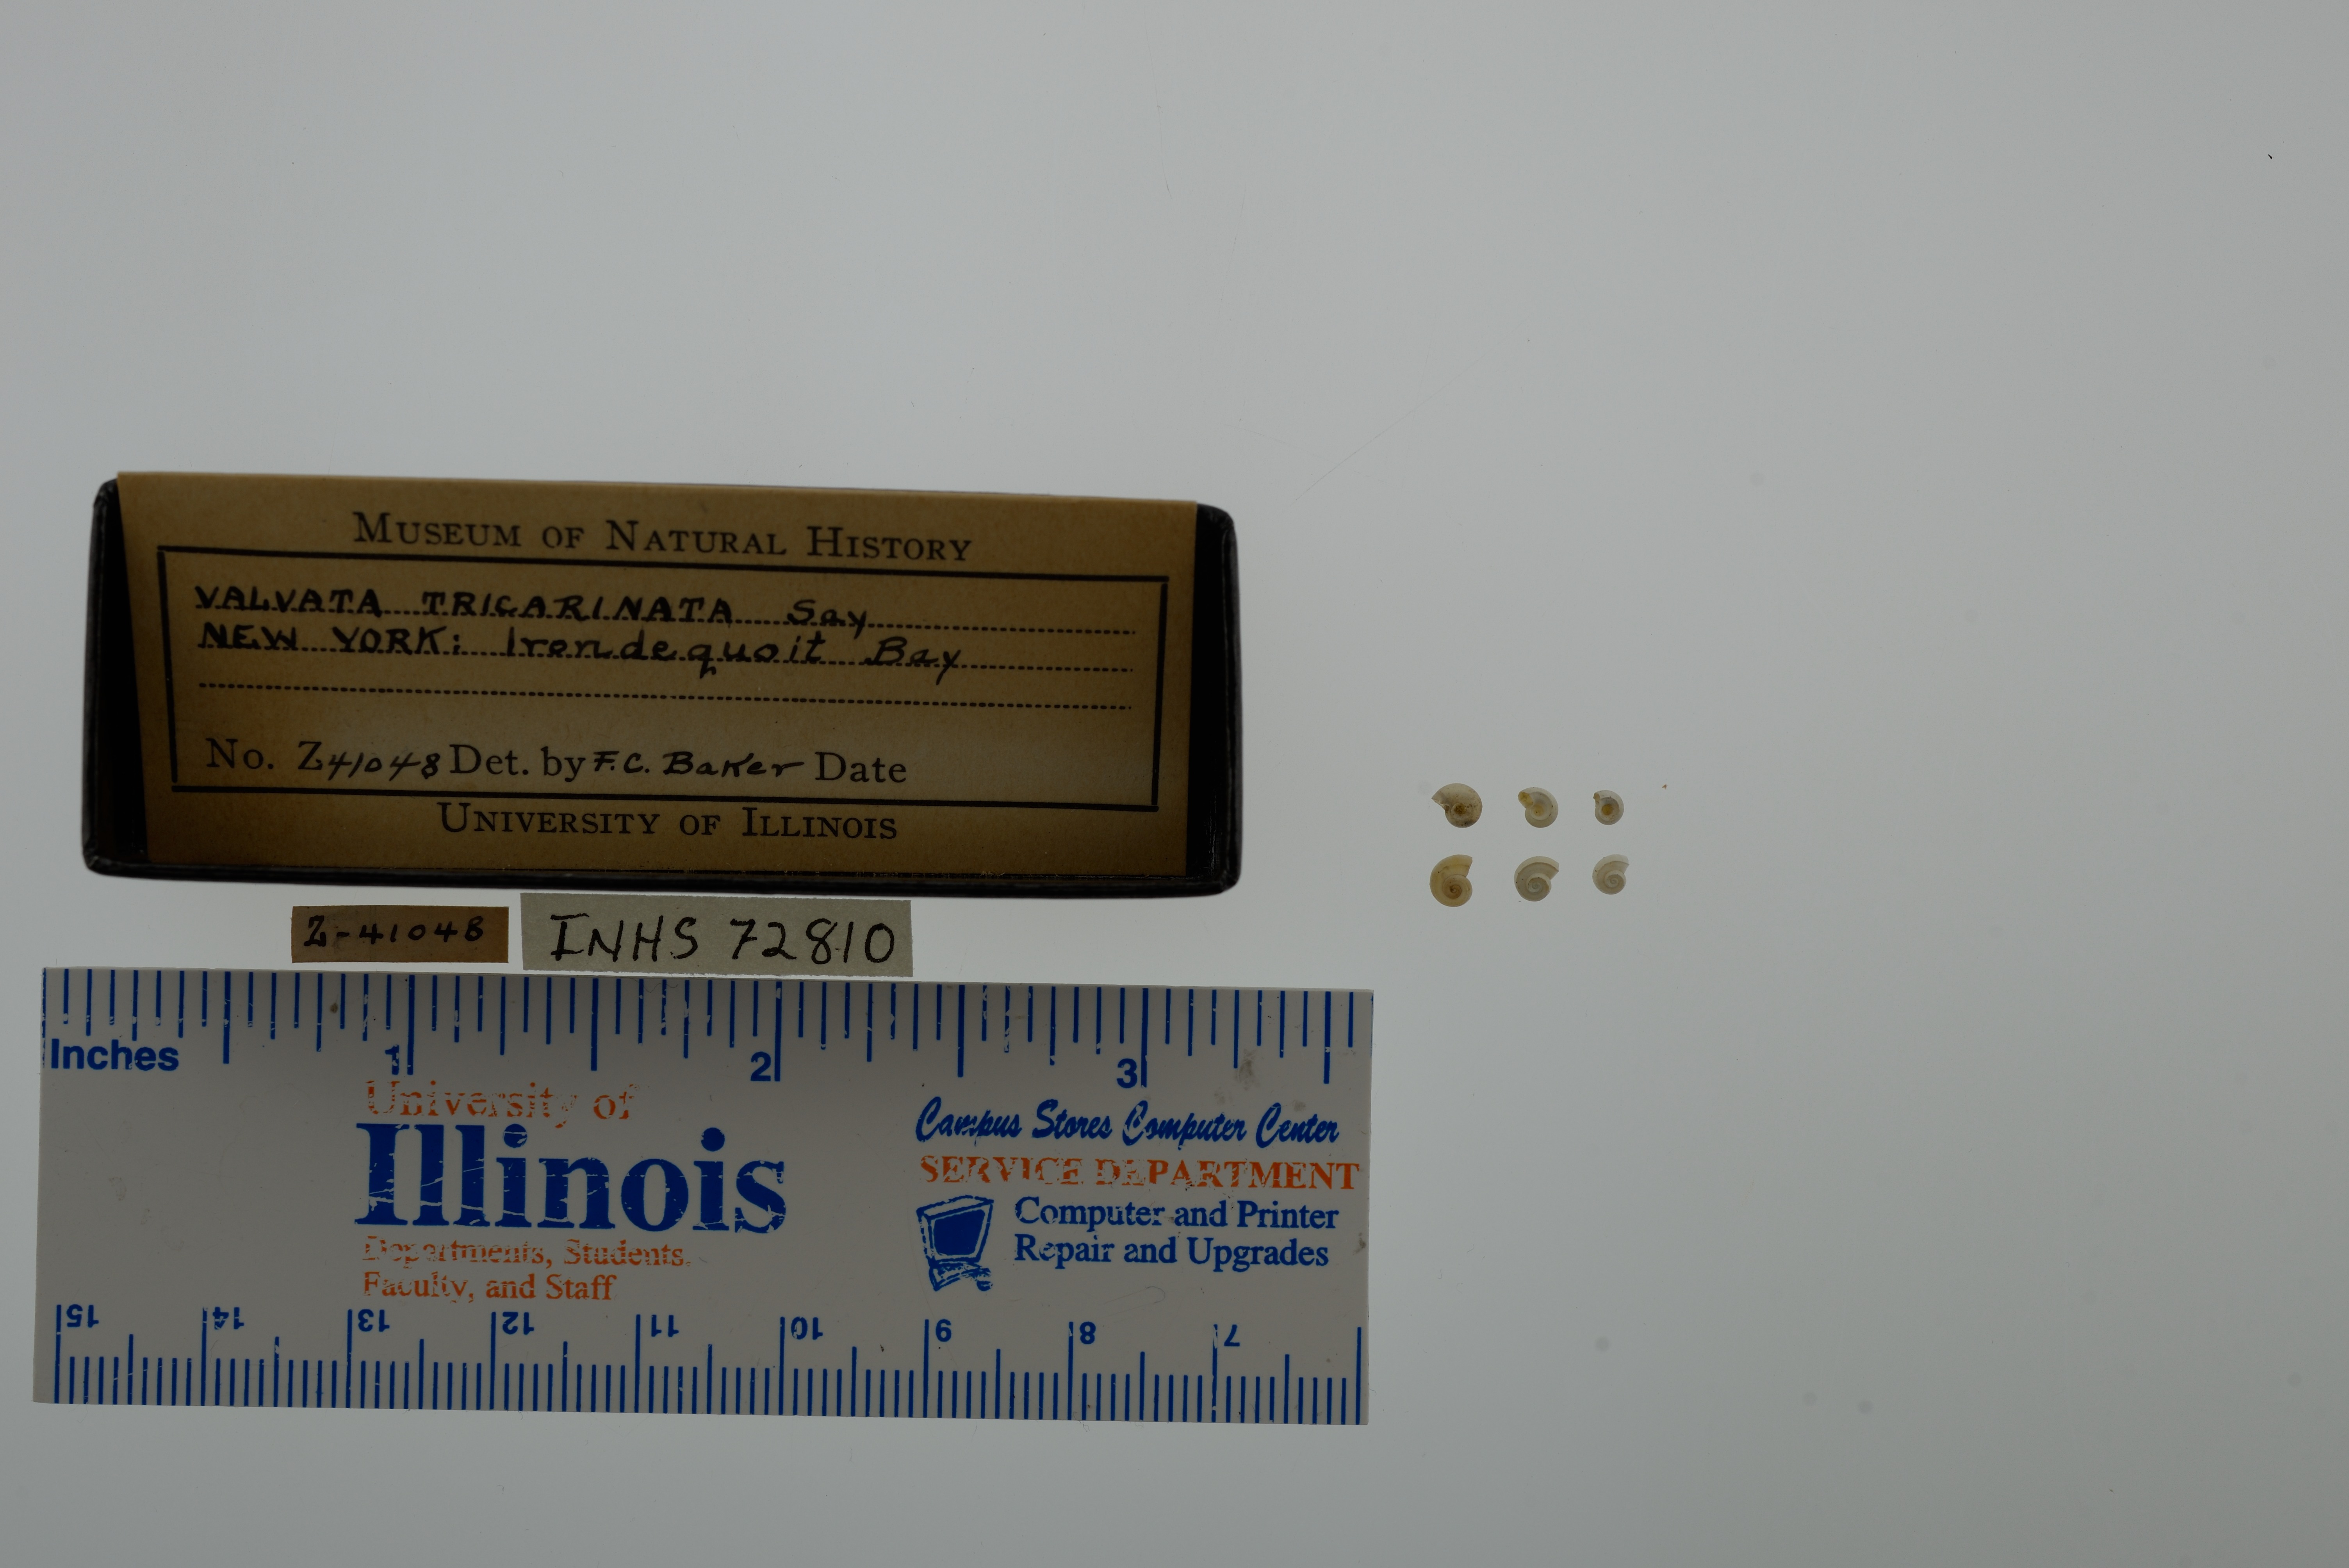 MUSEUM OF NATURAL HISTORY
VALVATA TRICARINATA Say
NEW YORK: Irondequoit Bay
No. Z41048 Det. by F.C. Baker Date
UNIVERSITY OF ILLINOIS
Z-41048
INHS 72810
Inches 1 2 3
University of
Illinois
Departments, Students,
Faculty, and Staff
Campus Stores Computer Center
SERVICE DEPARTMENT
Computer and Printer
Repair and Upgrades
15 14 13 12 11 10 9 8 7